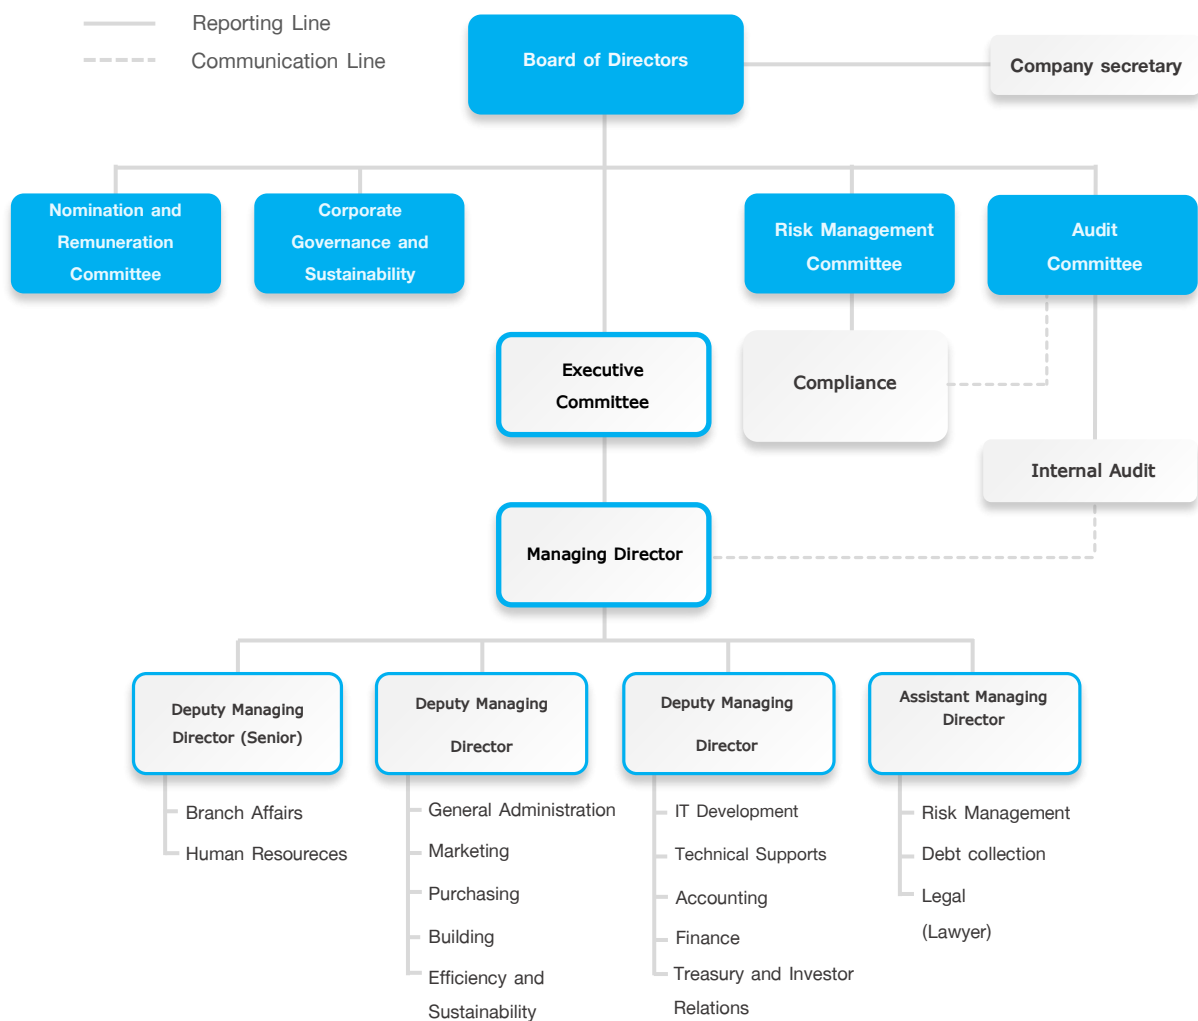 Reporting Line
Communication Line
Board of Directors
Company secretary
Nomination and
Remuneration
Committee
Corporate
Governance and
Sustainability
Risk Management
Committee
Audit
Committee
Executive
Committee
Compliance
Internal Audit
Managing Director
Deputy Managing
Director (Senior)
Deputy Managing
Director
Deputy Managing
Director
Assistant Managing
Director
Branch Affairs
Human Resoureces
General Administration
Marketing
Purchasing
Building
Efficiency and
Sustainability
IT Development
Technical Supports
Accounting
Finance
Treasury and Investor
Relations
Risk Management
Debt collection
Legal
(Lawyer)